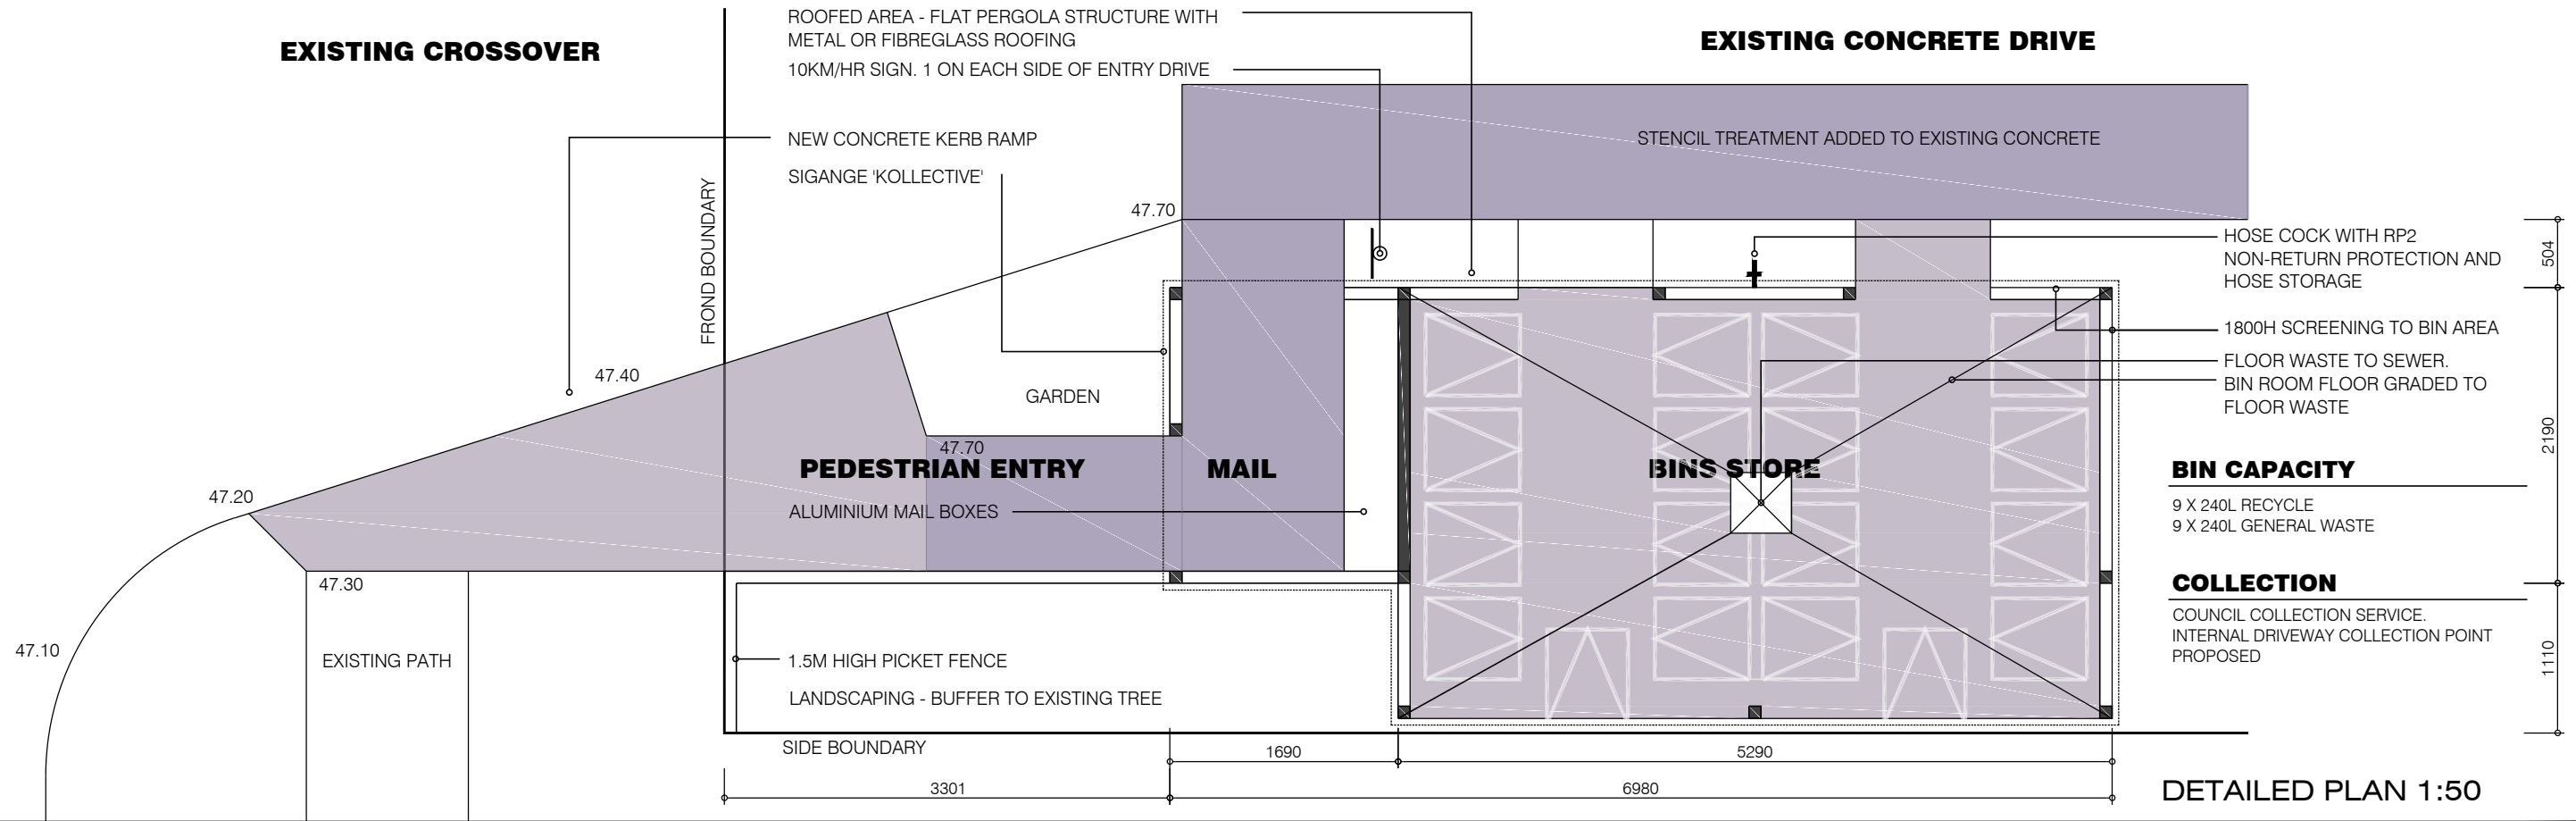 EXISTING CROSSOVER
ROOFED AREA - FLAT PERGOLA STRUCTURE WITH
METAL OR FIBREGLASS ROOFING
10KM/HR SIGN. 1 ON EACH SIDE OF ENTRY DRIVE
EXISTING CONCRETE DRIVE
NEW CONCRETE KERB RAMP
SIGANGE 'KOLLECTIVE'
STENCIL TREATMENT ADDED TO EXISTING CONCRETE
FROND BOUNDARY
47.70
47.40
47.20
47.30
47.10
47.70
GARDEN
PEDESTRIAN ENTRY
MAIL
BINS STORE
ALUMINIUM MAIL BOXES
EXISTING PATH
1.5M HIGH PICKET FENCE
LANDSCAPING - BUFFER TO EXISTING TREE
SIDE BOUNDARY
HOSE COCK WITH RP2
NON-RETURN PROTECTION AND
HOSE STORAGE
1800H SCREENING TO BIN AREA
FLOOR WASTE TO SEWER.
BIN ROOM FLOOR GRADED TO
FLOOR WASTE
BIN CAPACITY
9 X 240L RECYCLE
9 X 240L GENERAL WASTE
COLLECTION
COUNCIL COLLECTION SERVICE.
INTERNAL DRIVEWAY COLLECTION POINT
PROPOSED
504
2190
1110
1690
5290
3301
6980
DETAILED PLAN 1:50